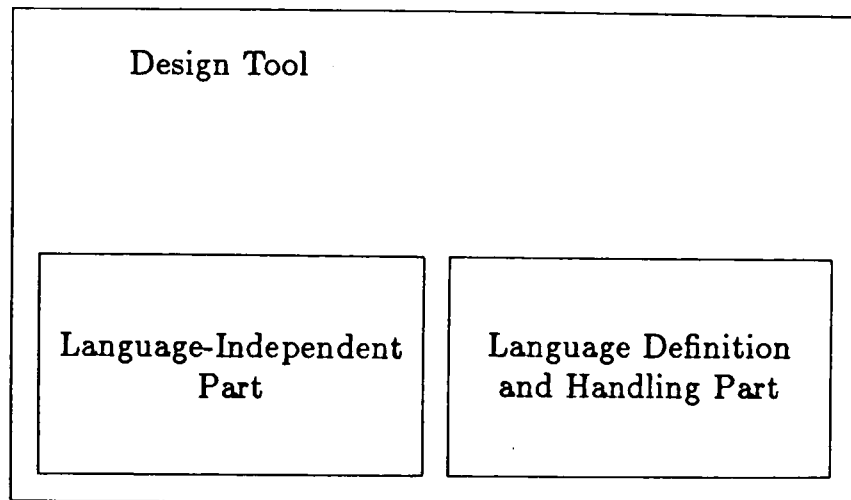 Design Tool
Language-Independent
Part
Language Definition
and Handling Part